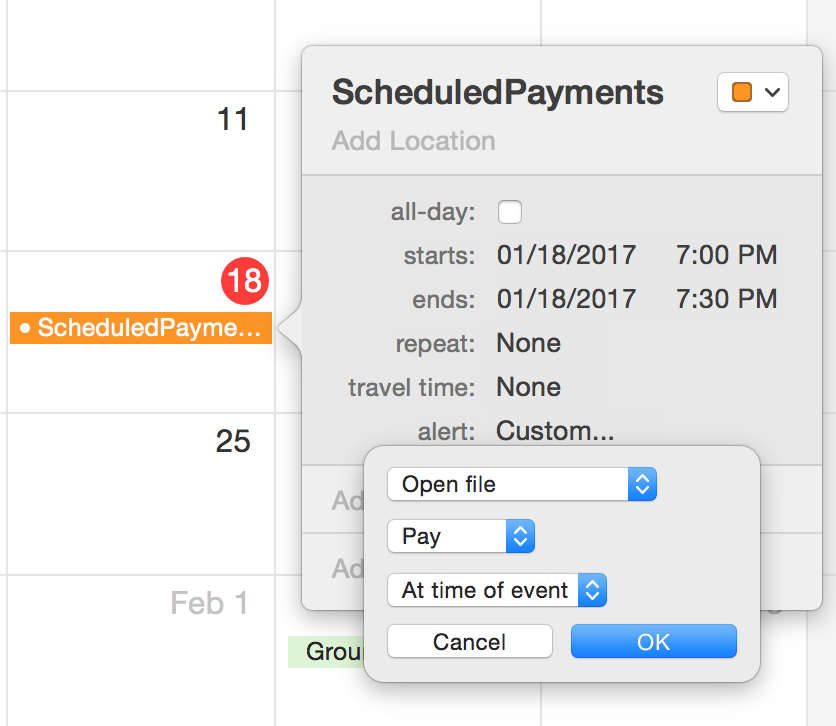 11
18
ScheduledPayme...
25
Feb 1
ScheduledPayments
Add Location
all-day:
starts: 01/18/2017 7:00 PM
ends: 01/18/2017 7:30 PM
repeat: None
travel time: None
alert: Custom...
Ad
Ad
Open file
Pay
At time of event
Cancel OK
Grou